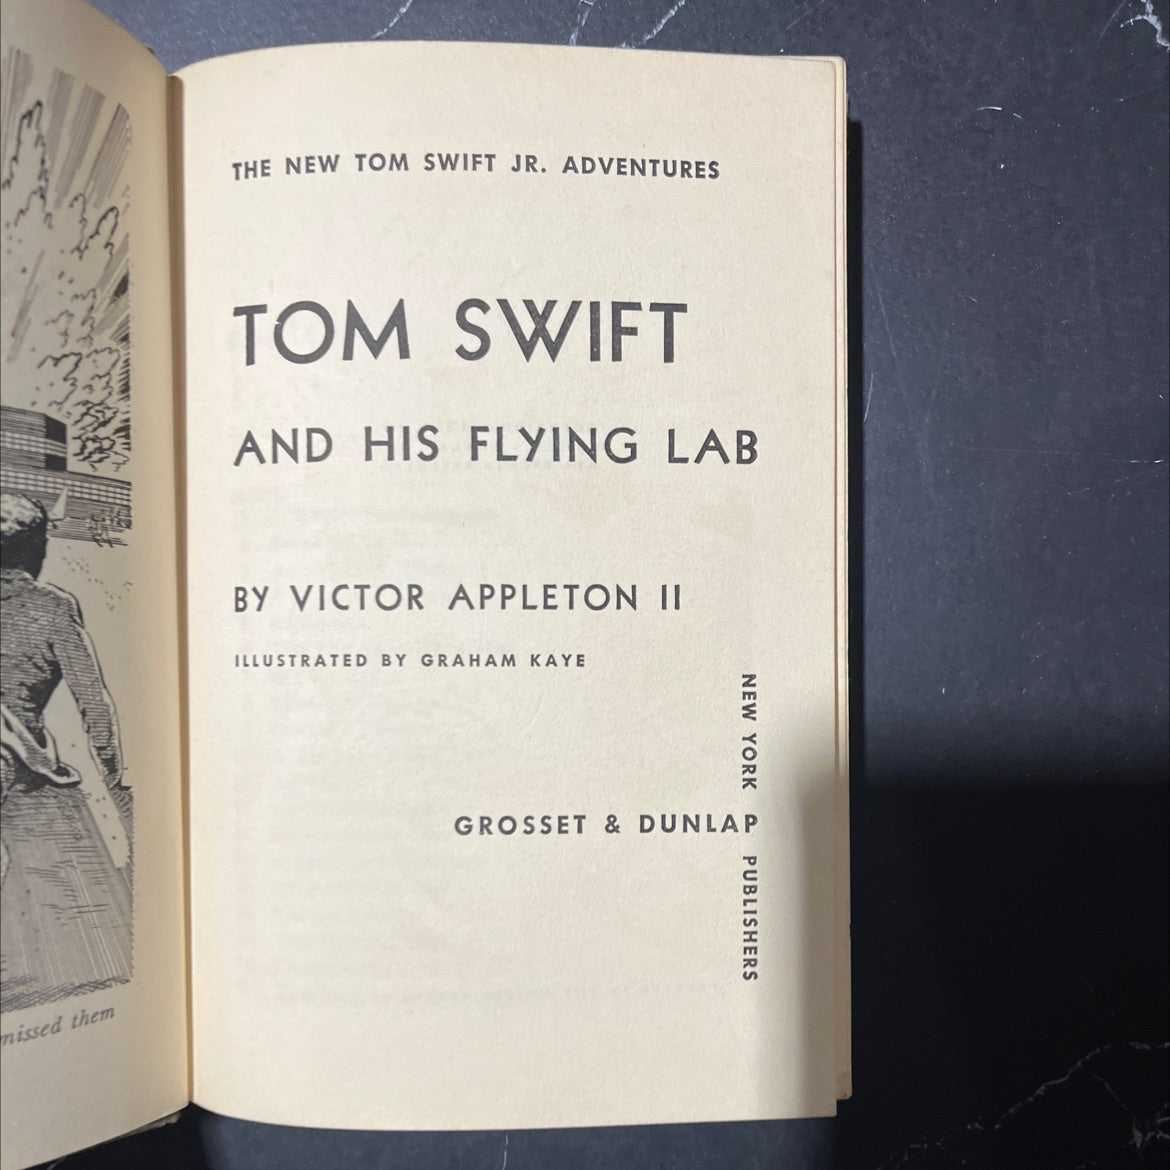 THE NEW TOM SWIFT JR. ADVENTURES
TOM SWIFT
AND HIS FLYING LAB
BY VICTOR APPLETON II
ILLUSTRATED BY GRAHAM KAYE
NEW YORK
GROSSET & DUNLAP
PUBLISHERS
missed them